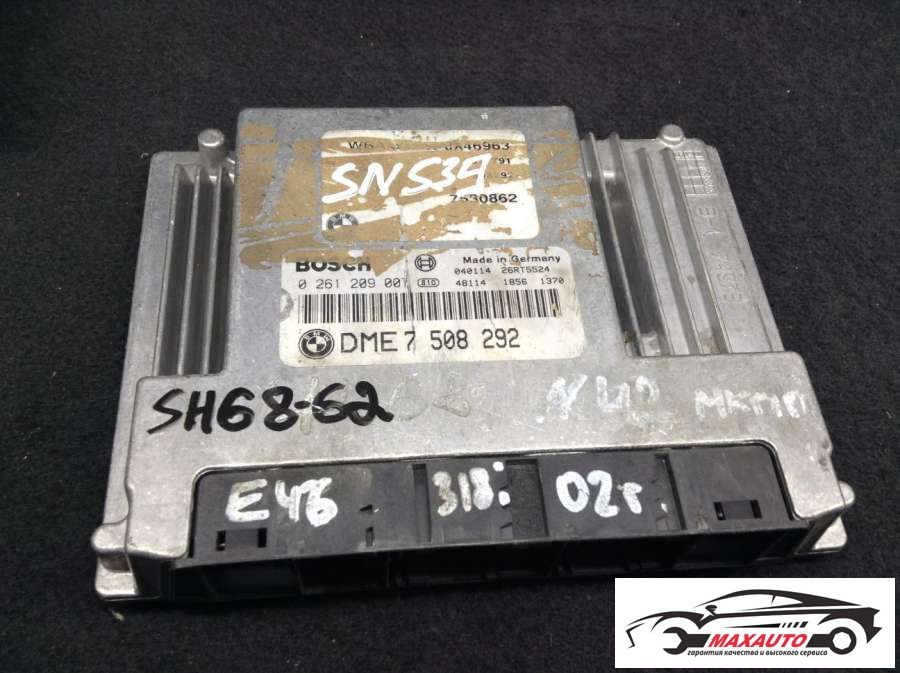 SNS39
7530862
BOSCH
Made in Germany
040114 26RT5524
0 261 209 007 810 48114 1856 1370
DME 7 508 292
SH68-62
N42 МКПП
E46 318i 02г.
MAXAUTO
гарантия качества и высокого сервиса